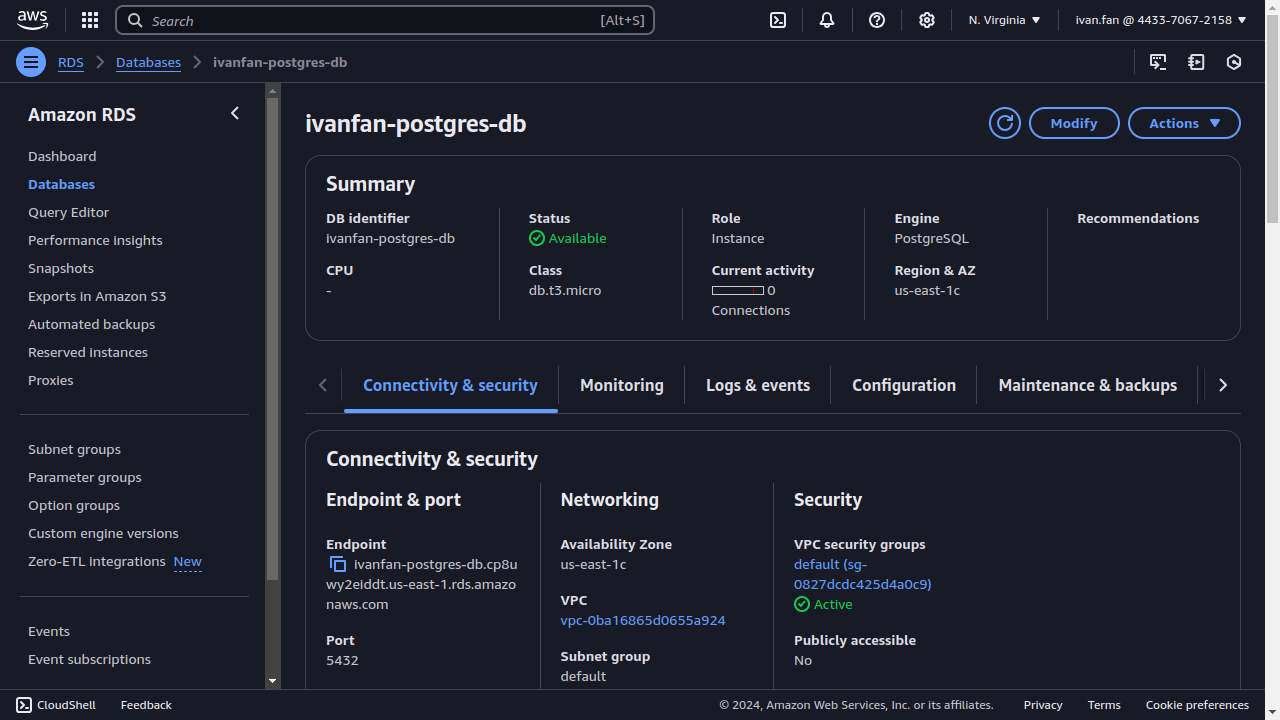 aws
Search
[Alt+S]
N. Virginia
ivan.fan @ 4433-7067-2158
RDS
Databases
ivanfan-postgres-db
Amazon RDS
Dashboard
Databases
Query Editor
Performance insights
Snapshots
Exports in Amazon S3
Automated backups
Reserved instances
Proxies
Subnet groups
Parameter groups
Option groups
Custom engine versions
Zero-ETL integrations New
Events
Event subscriptions
ivanfan-postgres-db
Modify
Actions
Summary
DB identifier
ivanfan-postgres-db
CPU
-
Status
Available
Class
db.t3.micro
Role
Instance
Current activity
0
Connections
Engine
PostgreSQL
Region & AZ
us-east-1c
Recommendations
Connectivity & security
Monitoring
Logs & events
Configuration
Maintenance & backups
Connectivity & security
Endpoint & port
Endpoint
ivanfan-postgres-db.cp8u
wy2eiddt.us-east-1.rds.amazo
naws.com
Port
5432
Networking
Availability Zone
us-east-1c
VPC
vpc-0ba16865d0655a924
Subnet group
default
Security
VPC security groups
default (sg-
0827dcdc425d4a0c9)
Active
Publicly accessible
No
CloudShell
Feedback
© 2024, Amazon Web Services, Inc. or its affiliates.
Privacy
Terms
Cookie preferences